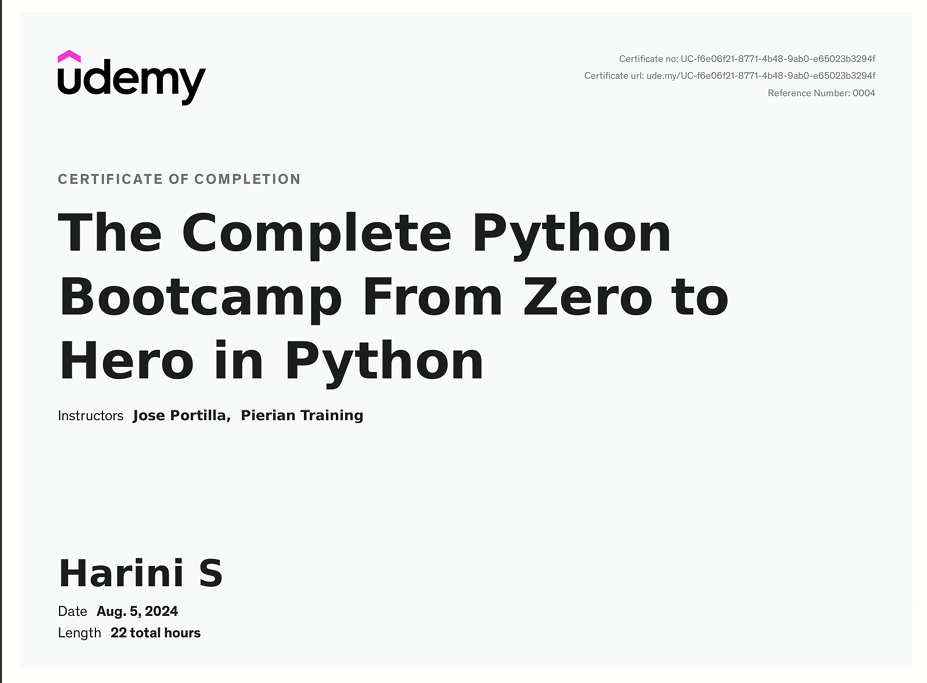 udemy
Certificate no: UC-f6e06f21-8771-4b48-9ab0-e65023b3294f
Certificate url: ude.my/UC-f6e06f21-8771-4b48-9ab0-e65023b3294f
Reference Number: 0004
CERTIFICATE OF COMPLETION
The Complete Python
Bootcamp From Zero to
Hero in Python
Instructors Jose Portilla, Pierian Training
Harini S
Date Aug. 5, 2024
Length 22 total hours